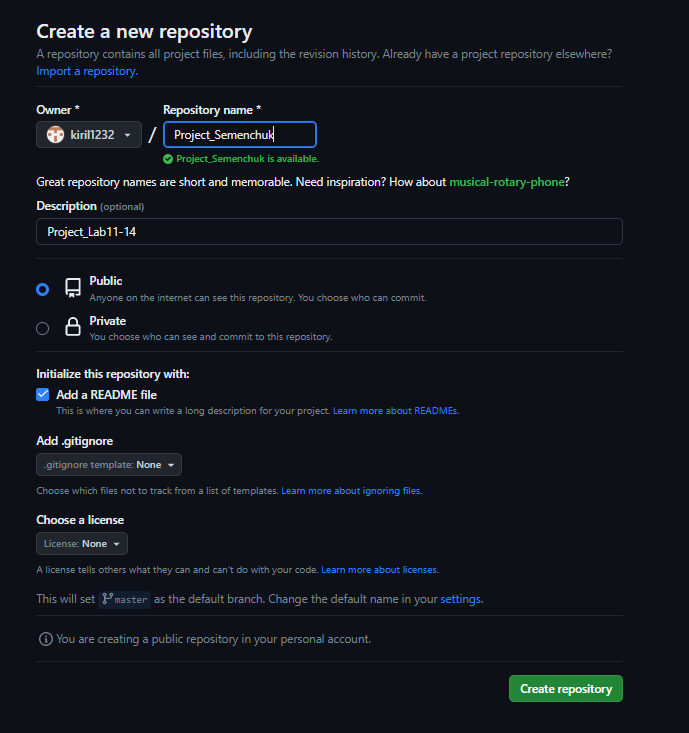 Create a new repository
A repository contains all project files, including the revision history. Already have a project repository elsewhere?
Import a repository.
Owner * Repository name *
kiril1232 / Project_Semenchuk
Project_Semenchuk is available.
Great repository names are short and memorable. Need inspiration? How about musical-rotary-phone?
Description (optional)
Project_Lab11-14
Public
Anyone on the internet can see this repository. You choose who can commit.
Private
You choose who can see and commit to this repository.
Initialize this repository with:
Add a README file
This is where you can write a long description for your project. Learn more about READMEs.
Add .gitignore
.gitignore template: None
Choose which files not to track from a list of templates. Learn more about ignoring files.
Choose a license
License: None
A license tells others what they can and can't do with your code. Learn more about licenses.
This will set master as the default branch. Change the default name in your settings.
You are creating a public repository in your personal account.
Create repository